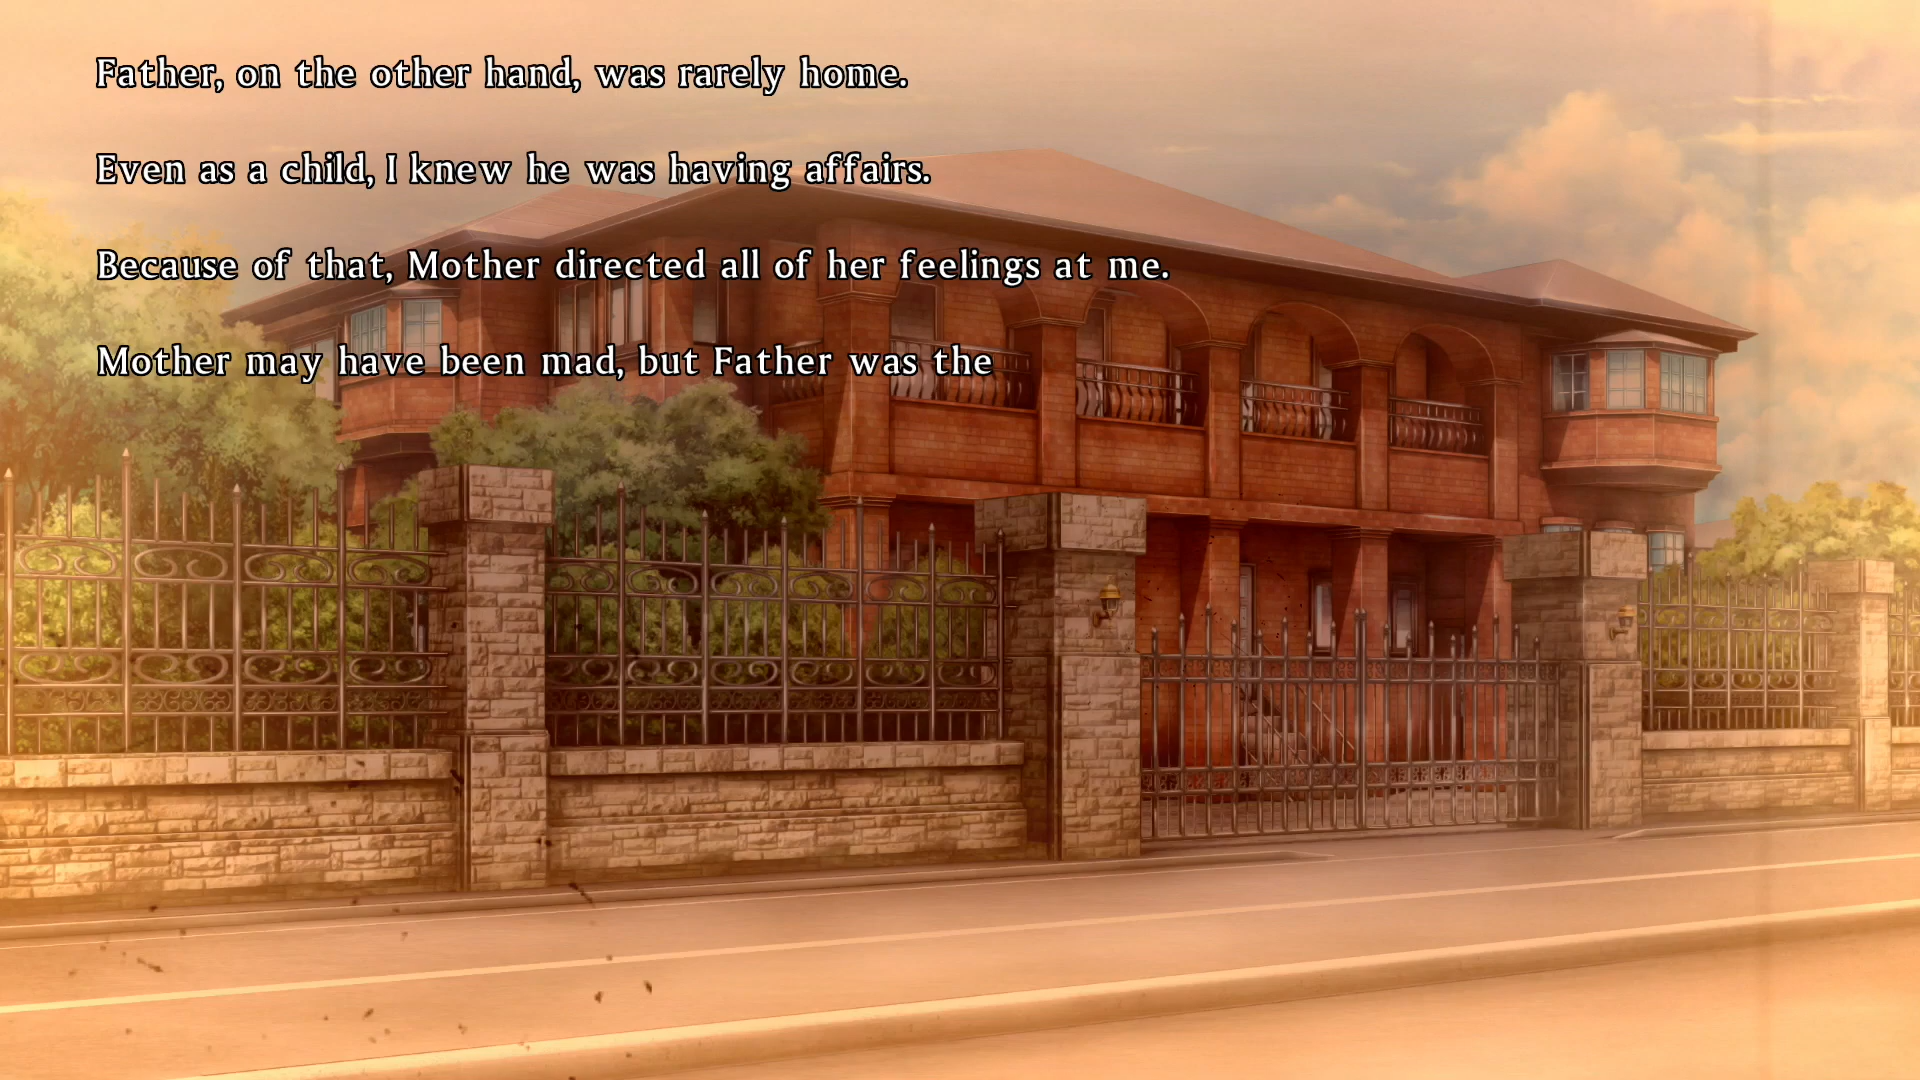 Father, on the other hand, was rarely home.
Even as a child, I knew he was having affairs.
Because of that, Mother directed all of her feelings at me.
Mother may have been mad, but Father was the